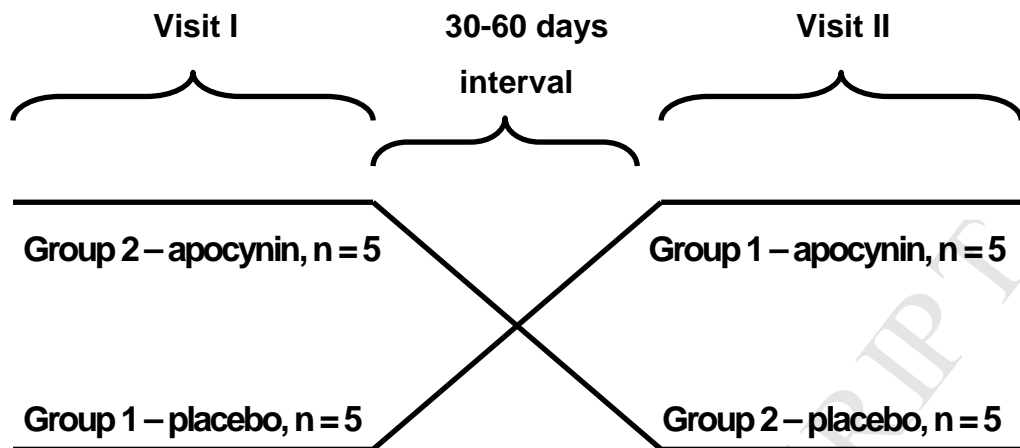 Visit I
30-60 days
interval
Visit II
Group 2 – apocynin, n = 5
Group 1 – apocynin, n = 5
Group 1 – placebo, n = 5
Group 2 – placebo, n = 5
RIPT